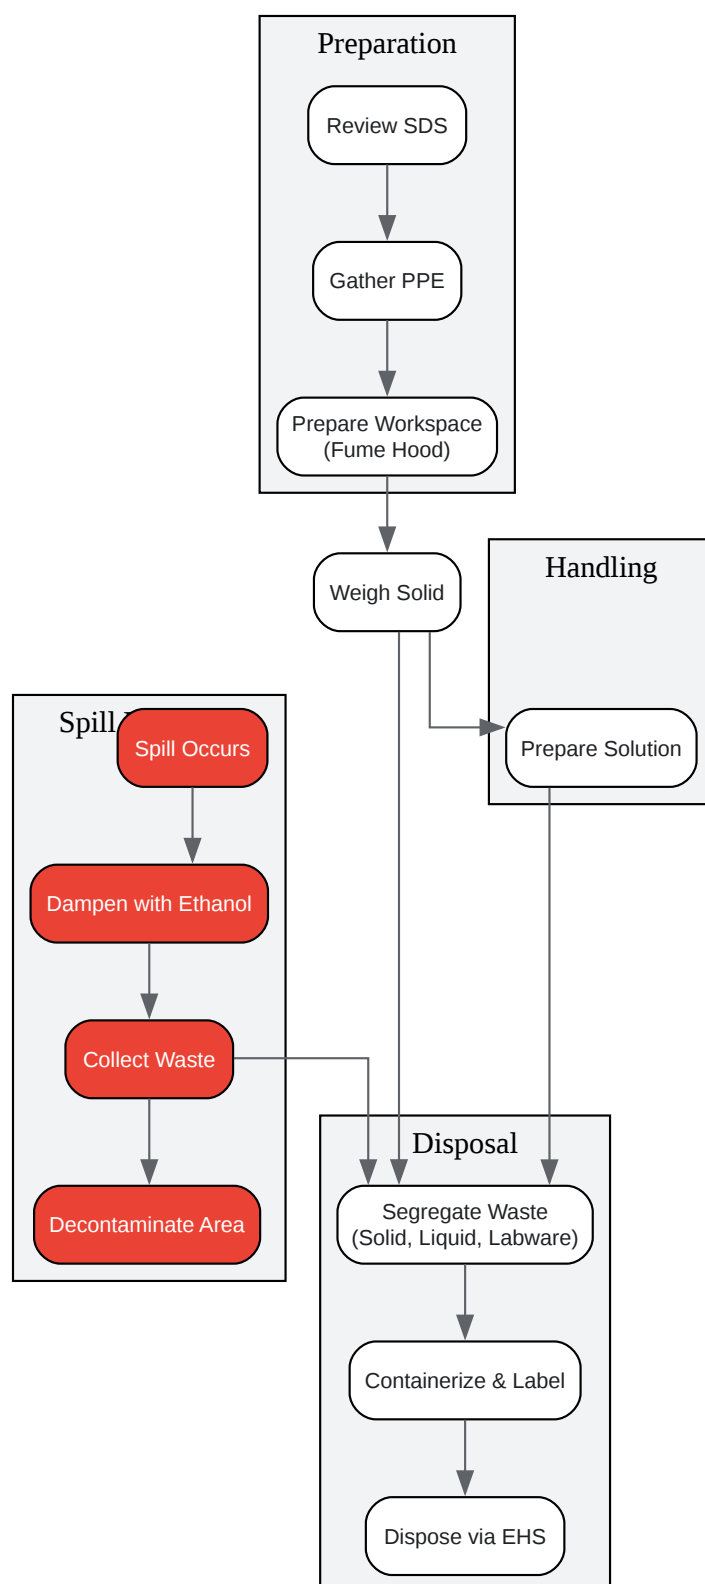 Preparation
Review SDS
Gather PPE
Prepare Workspace
(Fume Hood)
Weigh Solid
Handling
Prepare Solution
Spill
Spill Occurs
Dampen with Ethanol
Collect Waste
Decontaminate Area
Disposal
Segregate Waste
(Solid, Liquid, Labware)
Containerize & Label
Dispose via EHS